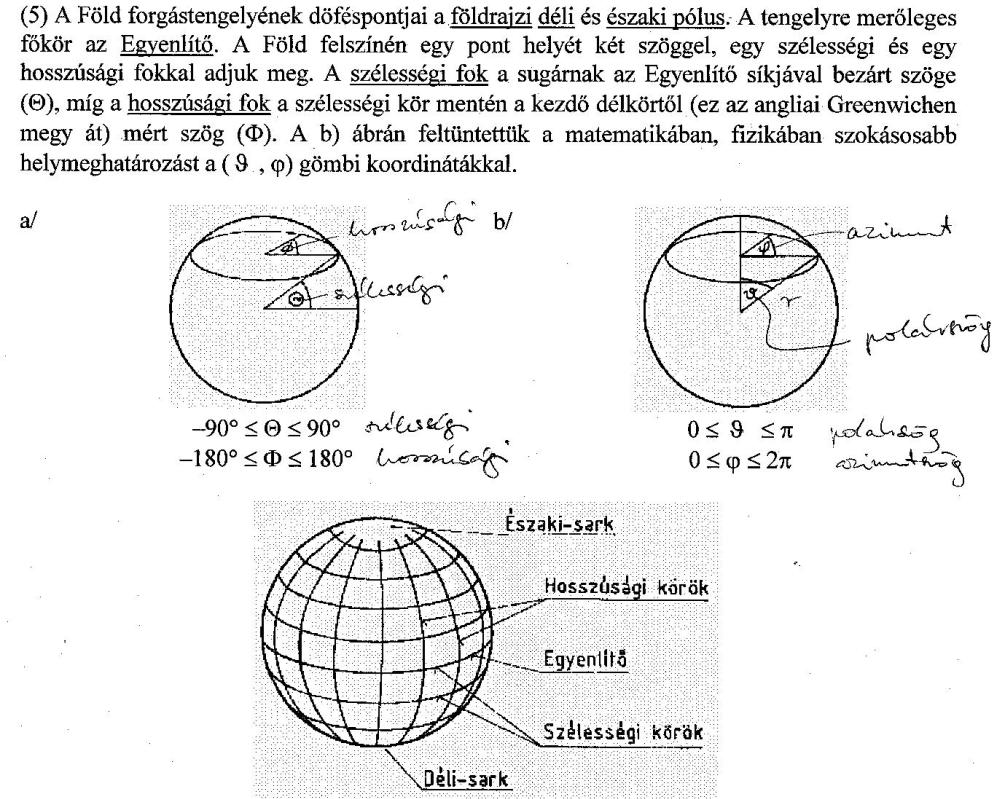 (5) A Föld forgástengelyének döféspontjai a földrajzi déli és északi pólus. A tengelyre merőleges
főkör az Egyenlítő. A Föld felszínén egy pont helyét két szöggel, egy szélességi és egy
hosszúsági fokkal adjuk meg. A szélességi fok a sugárnak az Egyenlítő síkjával bezárt szöge
(Θ), míg a hosszúsági fok a szélességi kör mentén a kezdő délkörtől (ez az angliai Greenwichen
megy át) mért szög (Φ). A b) ábrán feltüntettük a matematikában, fizikában szokásosabb
helymeghatározást a ( ϑ , φ) gömbi koordinátákkal.
a/
Φ
hosszúsági
Θ
szélességi
b/
φ
azimut
ϑ
r
polárszög
–90° ≤ Θ ≤ 90° szélességi
–180° ≤ Φ ≤ 180° hosszúsági
0 ≤ ϑ ≤ π polárszög
0 ≤ φ ≤ 2π azimutszög
Északi-sark
Hosszúsági körök
Egyenlítő
Szélességi körök
Déli-sark